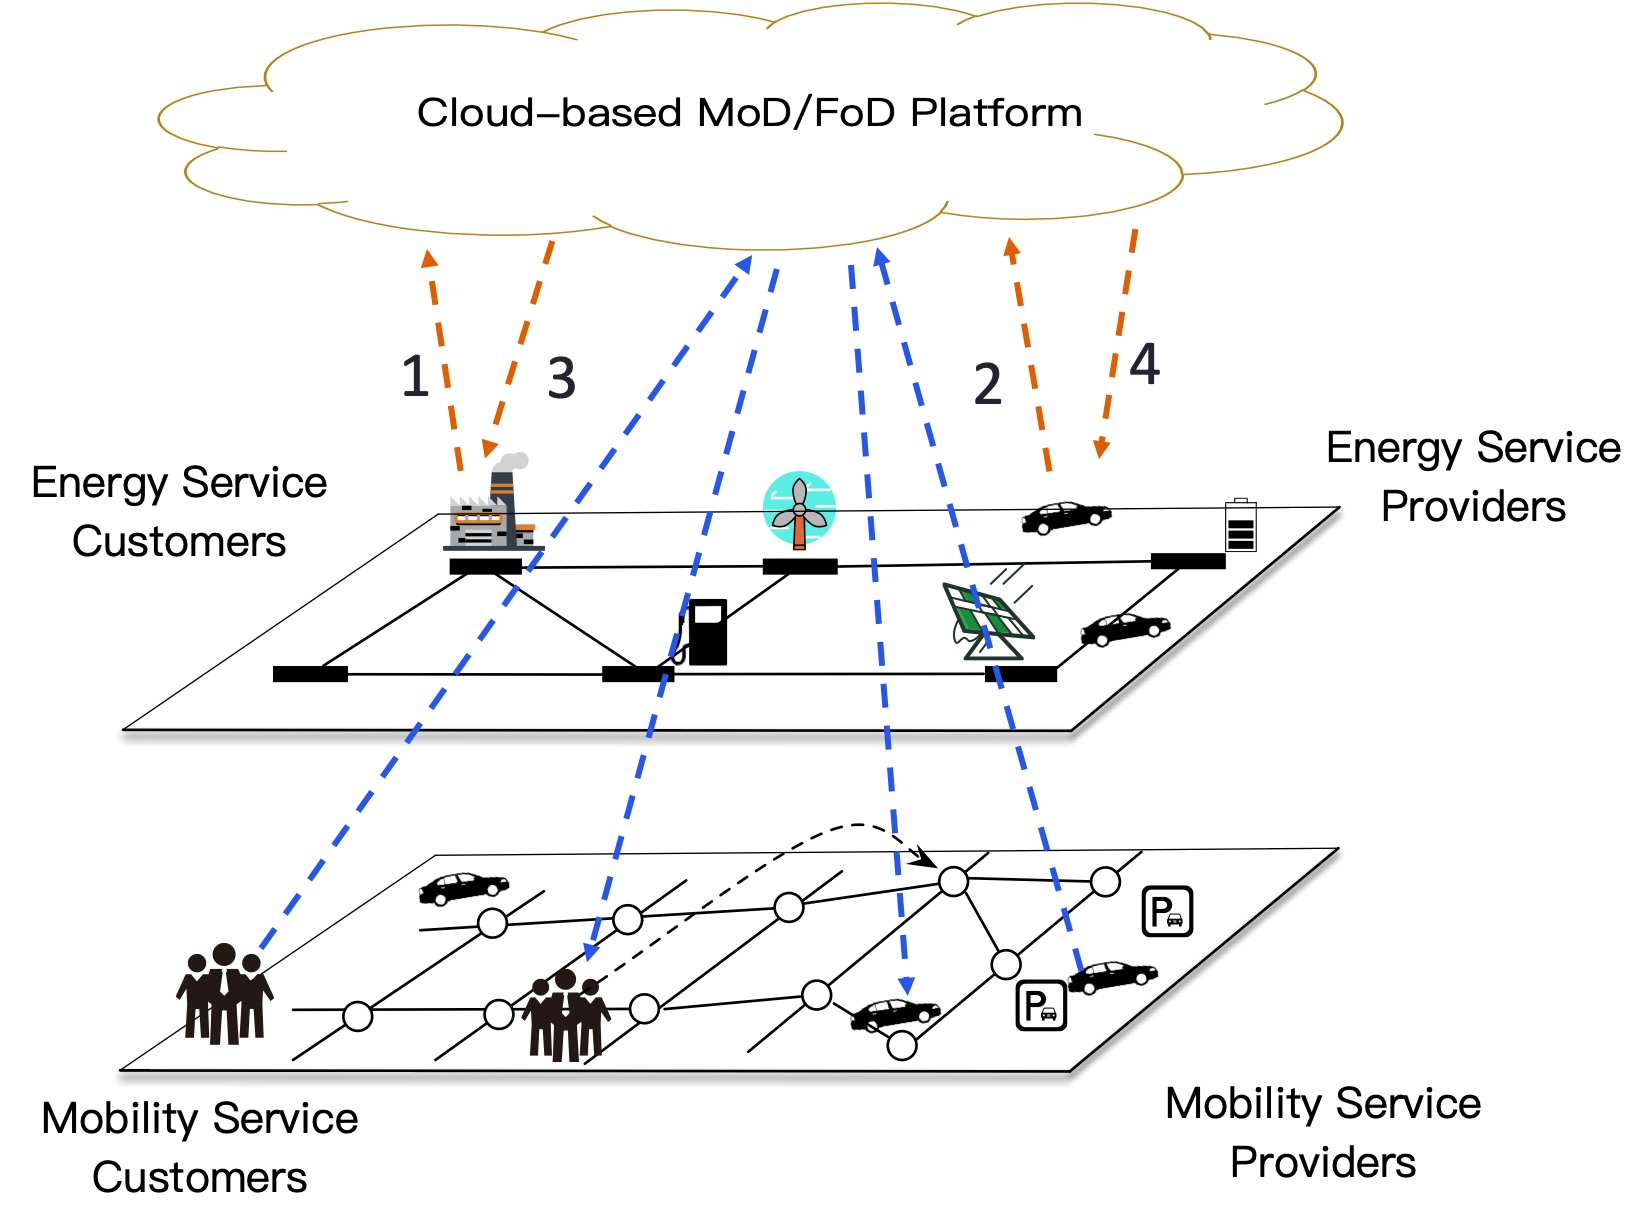 Cloud–based MoD/FoD Platform
1
3
2
4
Energy Service
Customers
Energy Service
Providers
P
P
Mobility Service
Customers
Mobility Service
Providers